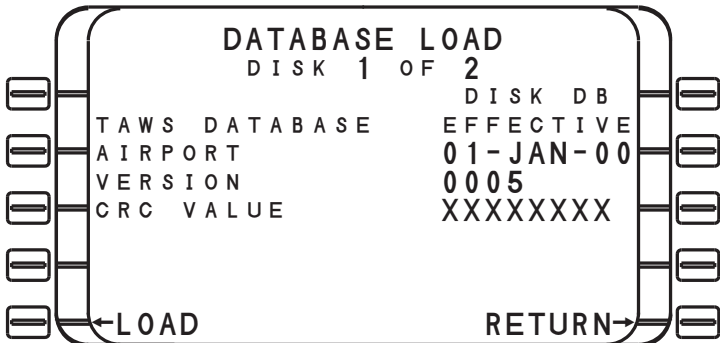 DATABASE LOAD
DISK 1 OF 2
DISK DB
TAWS DATABASE EFFECTIVE
AIRPORT 01-JAN-00
VERSION 0005
CRC VALUE XXXXXXXX
←LOAD RETURN→